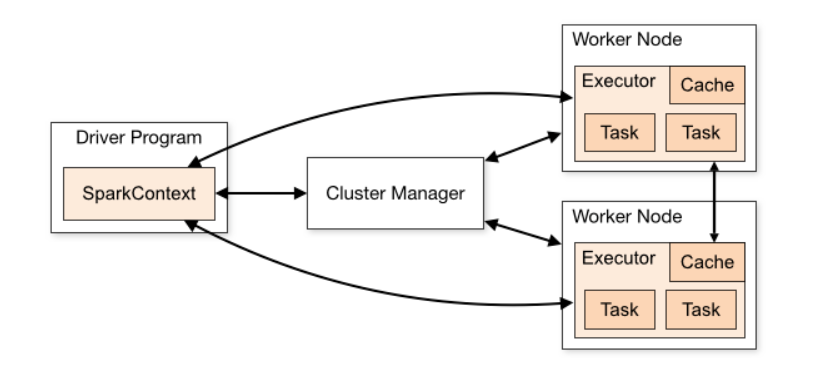 Driver Program
SparkContext
Cluster Manager
Worker Node
Executor
Cache
Task
Task
Worker Node
Executor
Cache
Task
Task